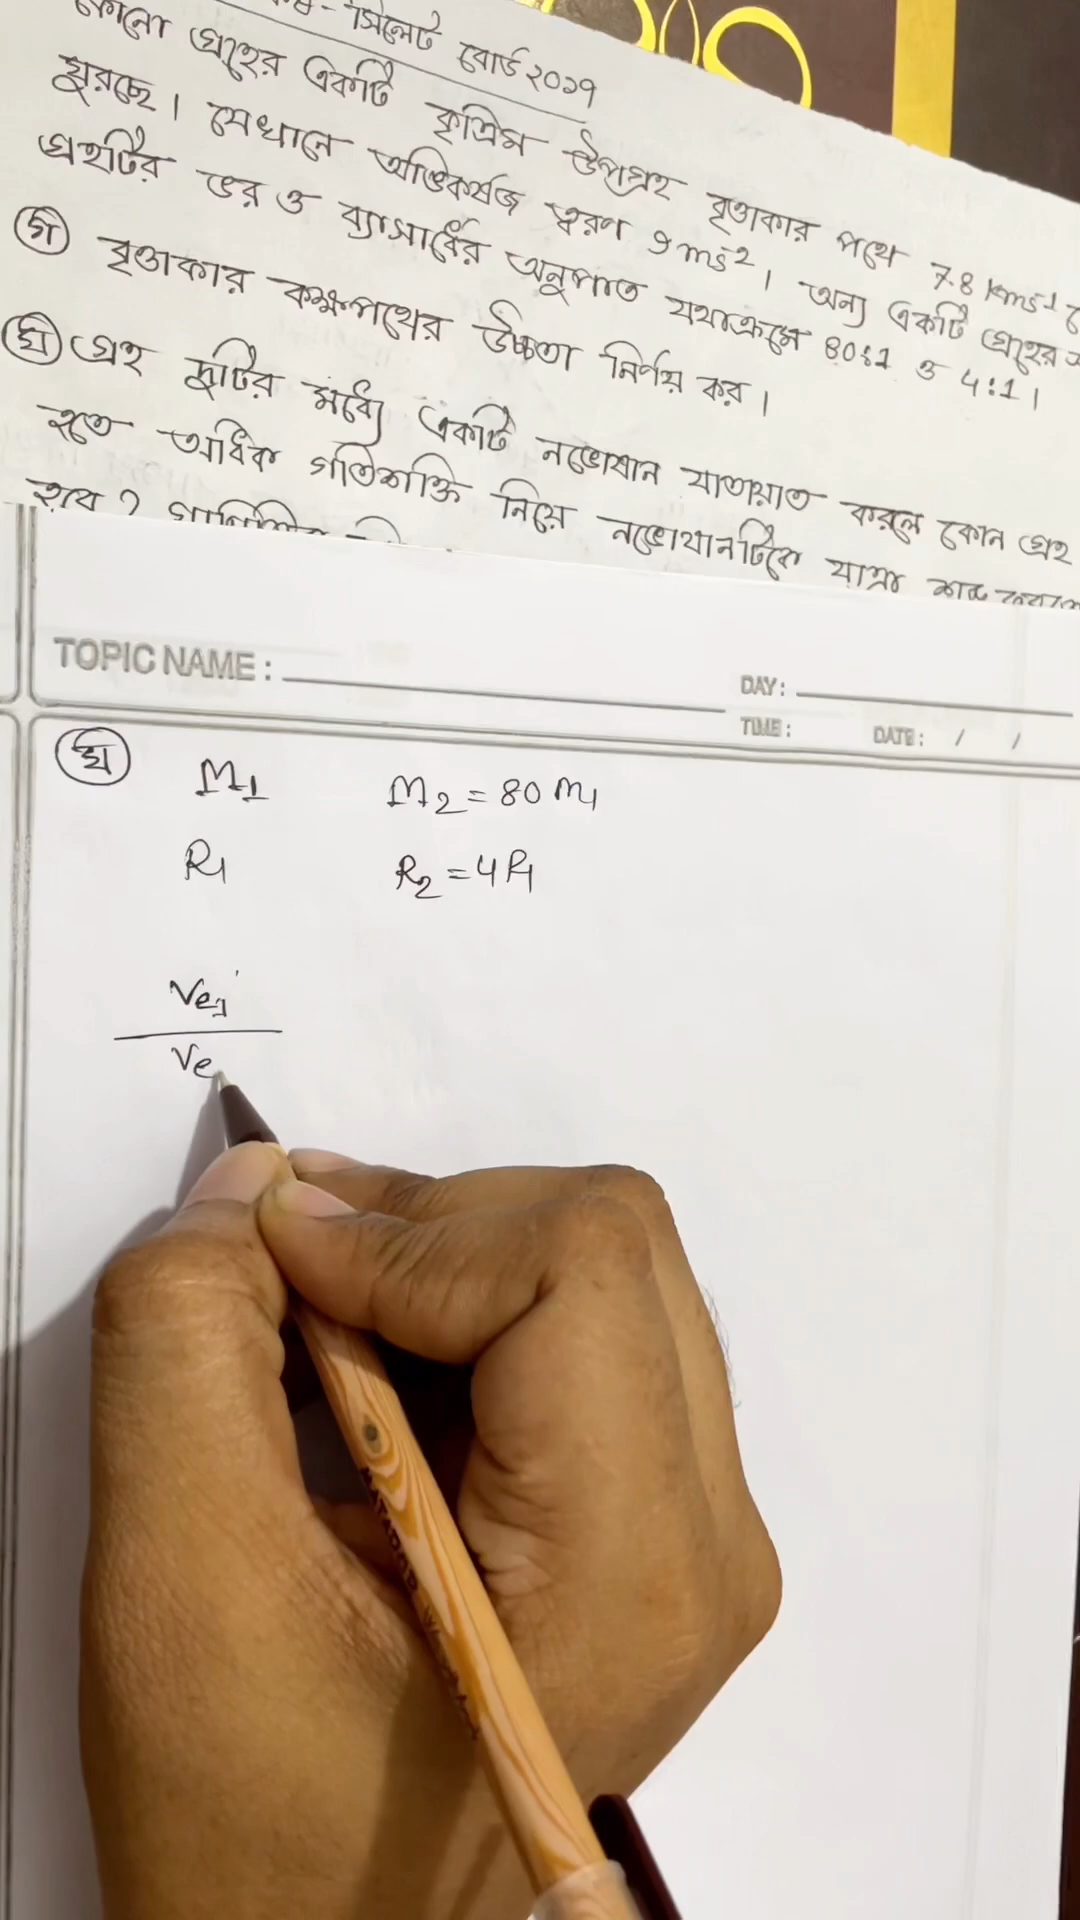 সিলেট বোর্ড ২০১৭
কোনো গ্রহের একটি কৃত্রিম উপগ্রহ বৃত্তাকার পথে 7.8 kms⁻¹
ঘুরছে। সেখানে অভিকর্ষজ ত্বরণ 9 ms⁻²। অন্য একটি গ্রহের
গ্রহটির ভর ও ব্যাসার্ধের অনুপাত যথাক্রমে 80:1 ও 4:1।
গ বৃত্তাকার কক্ষপথের উচ্চতা নির্ণয় কর।
ঘ গ্রহ দুটির মধ্যে একটি নভোযান যাতায়াত করলে কোন গ্রহ
হতে অধিক গতিশক্তি নিয়ে নভোযানটিকে যাত্রা
হবে?
TOPIC NAME :
DAY :
TIME : DATE : / /
ঘ M₁ M₂ = 80 M₁
R₁ R₂ = 4R₁
Ve₁
Ve